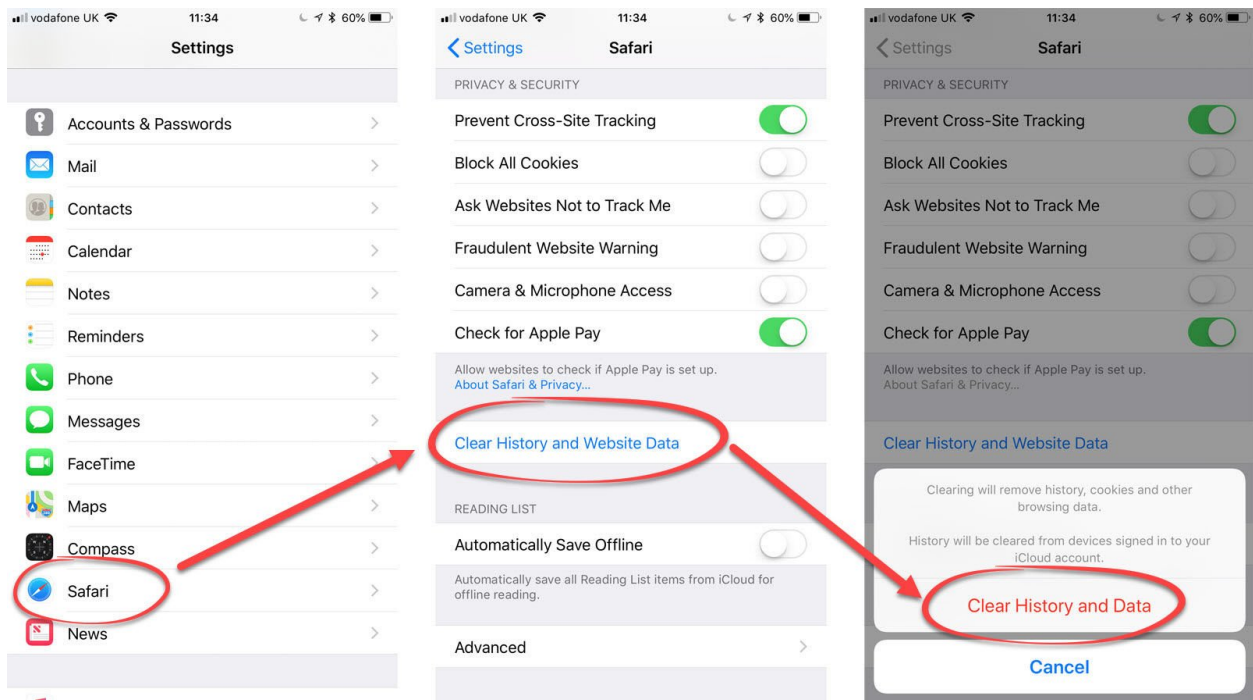 vodafone UK 11:34 60%
Settings
Accounts & Passwords
Mail
Contacts
Calendar
Notes
Reminders
Phone
Messages
FaceTime
Maps
Compass
Safari
News
vodafone UK 11:34 60%
Settings Safari
PRIVACY & SECURITY
Prevent Cross-Site Tracking
Block All Cookies
Ask Websites Not to Track Me
Fraudulent Website Warning
Camera & Microphone Access
Check for Apple Pay
Allow websites to check if Apple Pay is set up.
About Safari & Privacy...
Clear History and Website Data
READING LIST
Automatically Save Offline
Automatically save all Reading List items from iCloud for
offline reading.
Advanced
vodafone UK 11:34 60%
Settings Safari
PRIVACY & SECURITY
Prevent Cross-Site Tracking
Block All Cookies
Ask Websites Not to Track Me
Fraudulent Website Warning
Camera & Microphone Access
Check for Apple Pay
Allow websites to check if Apple Pay is set up.
About Safari & Privacy...
Clear History and Website Data
Clearing will remove history, cookies and other
browsing data.
History will be cleared from devices signed in to your
iCloud account.
Clear History and Data
Cancel